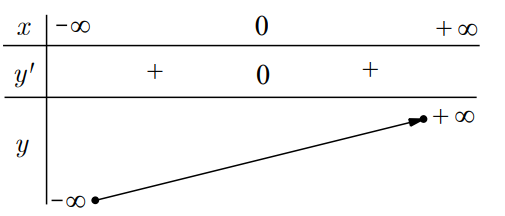 x −∞ 0 +∞
y′ + 0 +
+∞
y
−∞